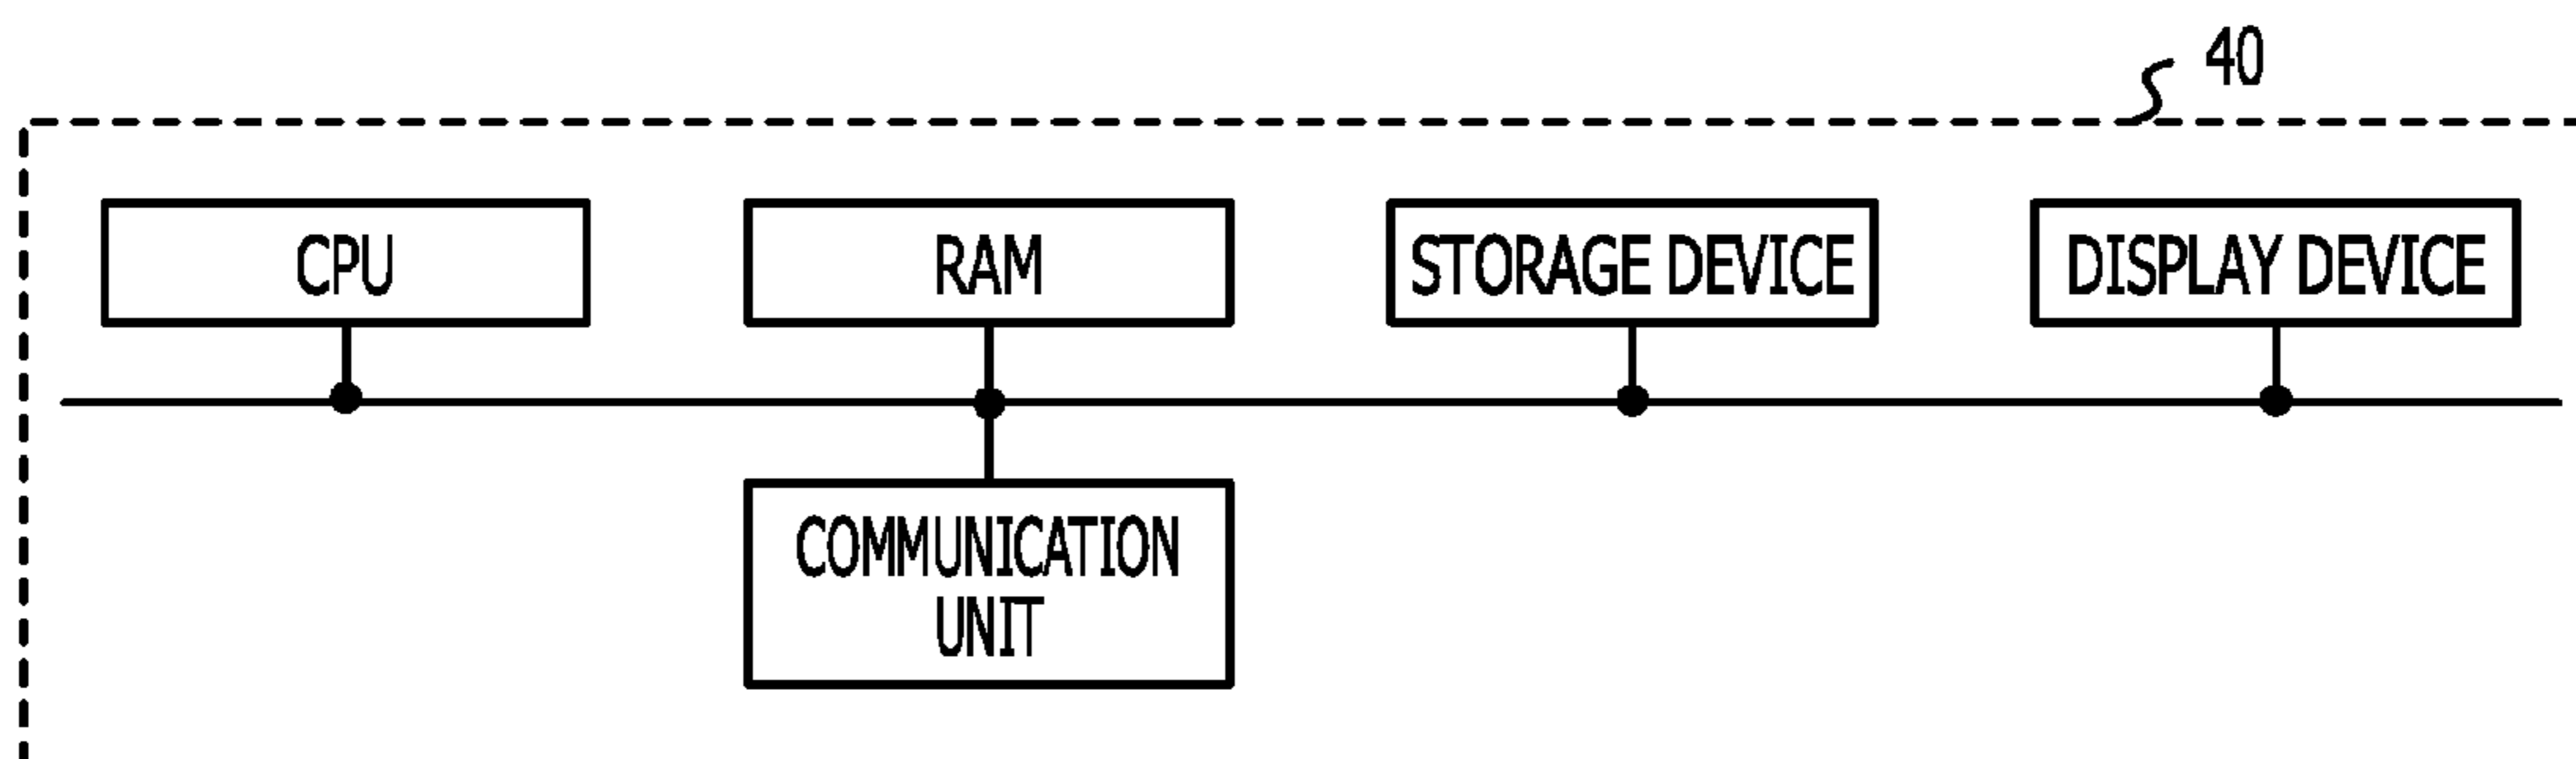 40
CPU
RAM
STORAGE DEVICE
DISPLAY DEVICE
COMMUNICATION
UNIT